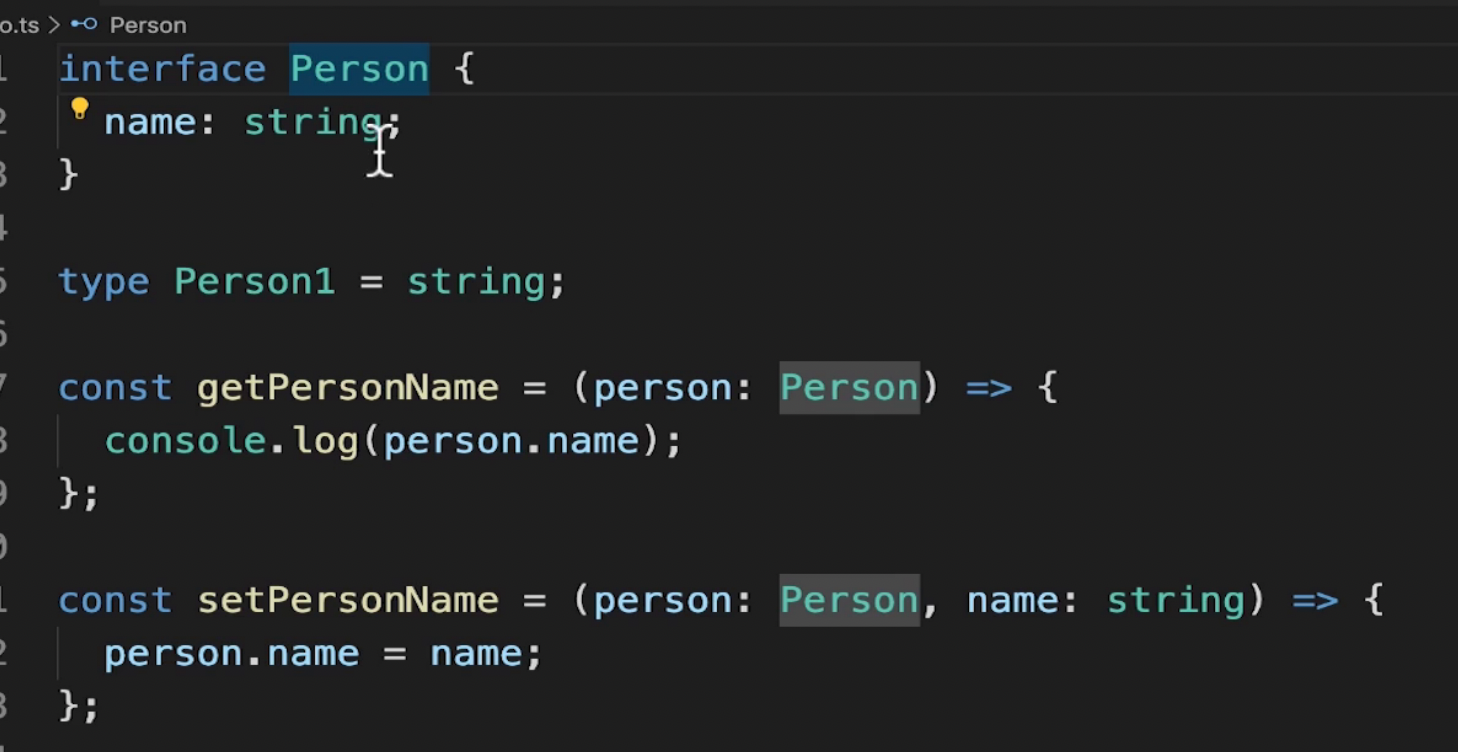 o.ts > Person
1 interface Person {
2 name: string;
3 }
4
5 type Person1 = string;
6
7 const getPersonName = (person: Person) => {
8 console.log(person.name);
9 };
0
1 const setPersonName = (person: Person, name: string) => {
2 person.name = name;
3 };